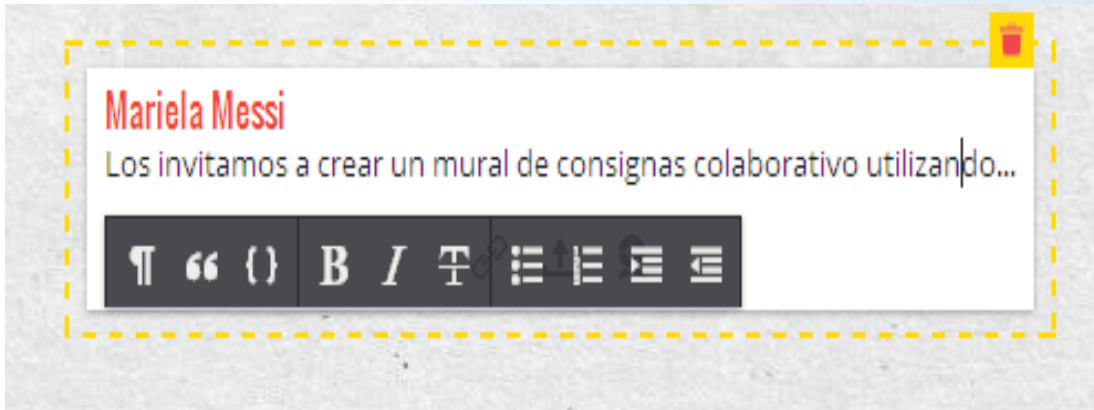 Mariela Messi
Los invitamos a crear un mural de consignas colaborativo utilizando...
¶ “ {} B I T